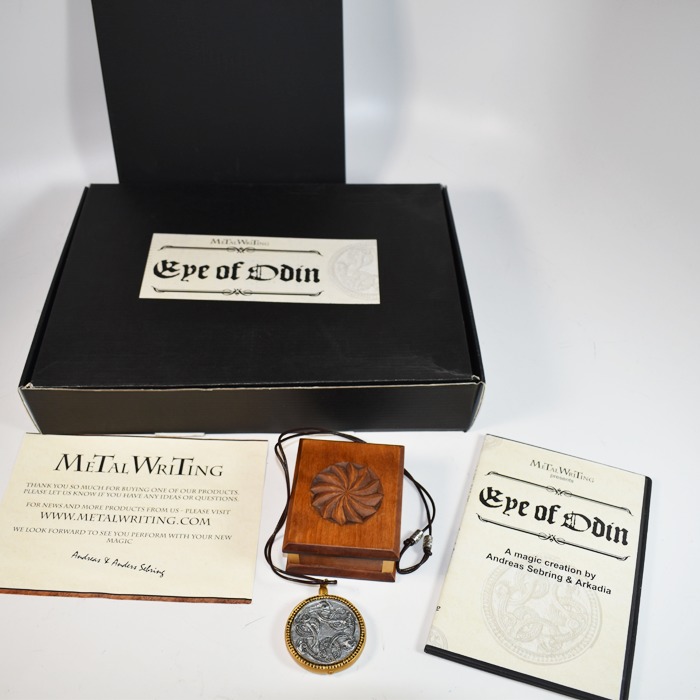 MeTalWriTing
Eye of Odin
MeTalWriTing
THANK YOU SO MUCH FOR BUYING ONE OF OUR PRODUCTS.
PLEASE LET US KNOW IF YOU HAVE ANY IDEAS OR QUESTIONS.
FOR NEWS AND MORE PRODUCTS FROM US - PLEASE VISIT
WWW.METALWRITING.COM
WE LOOK FORWARD TO SEE YOU PERFORM WITH YOUR NEW
MAGIC
Andreas & Anders Sebring
MeTalWriTing
presents
Eye of Odin
A magic creation by
Andreas Sebring & Arkadia